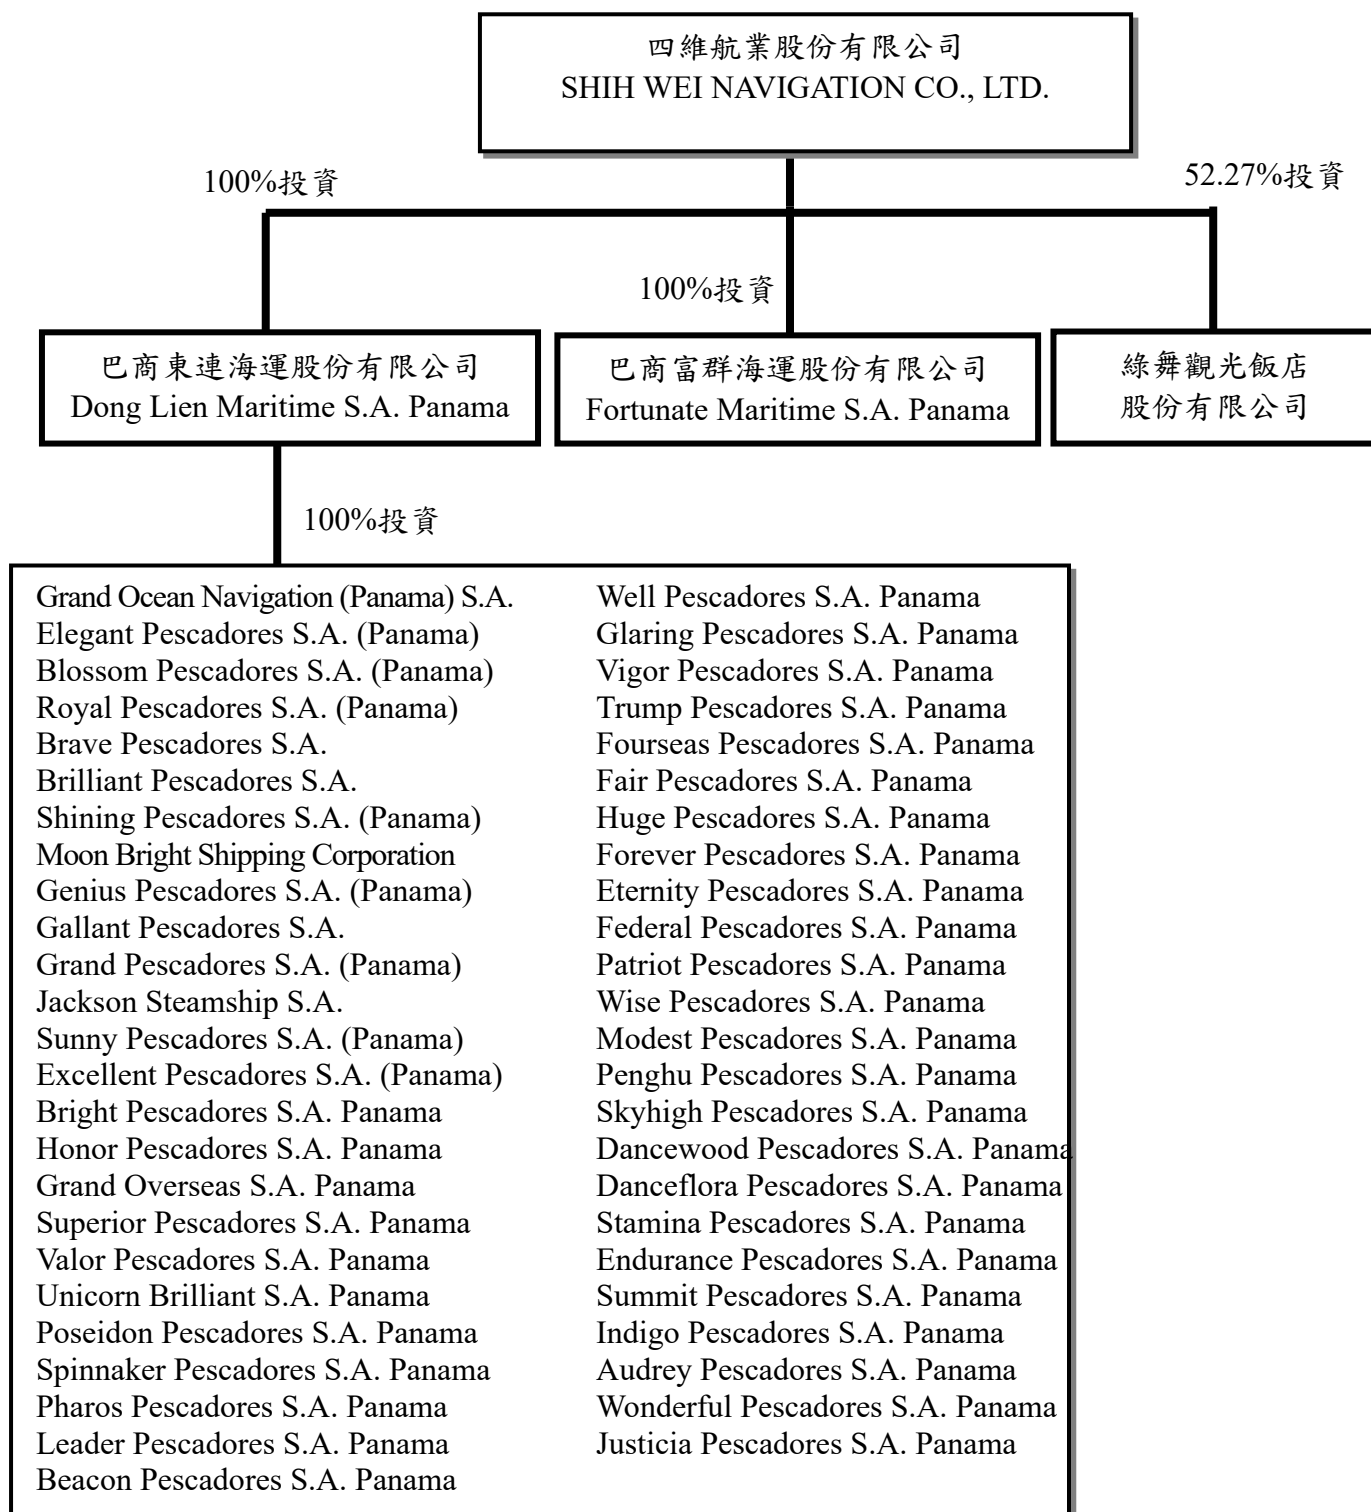 四維航業股份有限公司
SHIH WEI NAVIGATION CO., LTD.
100%投資
52.27%投資
100%投資
巴商東連海運股份有限公司
Dong Lien Maritime S.A. Panama
巴商富群海運股份有限公司
Fortunate Maritime S.A. Panama
綠舞觀光飯店
股份有限公司
100%投資
Grand Ocean Navigation (Panama) S.A.
Elegant Pescadores S.A. (Panama)
Blossom Pescadores S.A. (Panama)
Royal Pescadores S.A. (Panama)
Brave Pescadores S.A.
Brilliant Pescadores S.A.
Shining Pescadores S.A. (Panama)
Moon Bright Shipping Corporation
Genius Pescadores S.A. (Panama)
Gallant Pescadores S.A.
Grand Pescadores S.A. (Panama)
Jackson Steamship S.A.
Sunny Pescadores S.A. (Panama)
Excellent Pescadores S.A. (Panama)
Bright Pescadores S.A. Panama
Honor Pescadores S.A. Panama
Grand Overseas S.A. Panama
Superior Pescadores S.A. Panama
Valor Pescadores S.A. Panama
Unicorn Brilliant S.A. Panama
Poseidon Pescadores S.A. Panama
Spinnaker Pescadores S.A. Panama
Pharos Pescadores S.A. Panama
Leader Pescadores S.A. Panama
Beacon Pescadores S.A. Panama
Well Pescadores S.A. Panama
Glaring Pescadores S.A. Panama
Vigor Pescadores S.A. Panama
Trump Pescadores S.A. Panama
Fourseas Pescadores S.A. Panama
Fair Pescadores S.A. Panama
Huge Pescadores S.A. Panama
Forever Pescadores S.A. Panama
Eternity Pescadores S.A. Panama
Federal Pescadores S.A. Panama
Patriot Pescadores S.A. Panama
Wise Pescadores S.A. Panama
Modest Pescadores S.A. Panama
Penghu Pescadores S.A. Panama
Skyhigh Pescadores S.A. Panama
Dancewood Pescadores S.A. Panama
Danceflora Pescadores S.A. Panama
Stamina Pescadores S.A. Panama
Endurance Pescadores S.A. Panama
Summit Pescadores S.A. Panama
Indigo Pescadores S.A. Panama
Audrey Pescadores S.A. Panama
Wonderful Pescadores S.A. Panama
Justicia Pescadores S.A. Panama